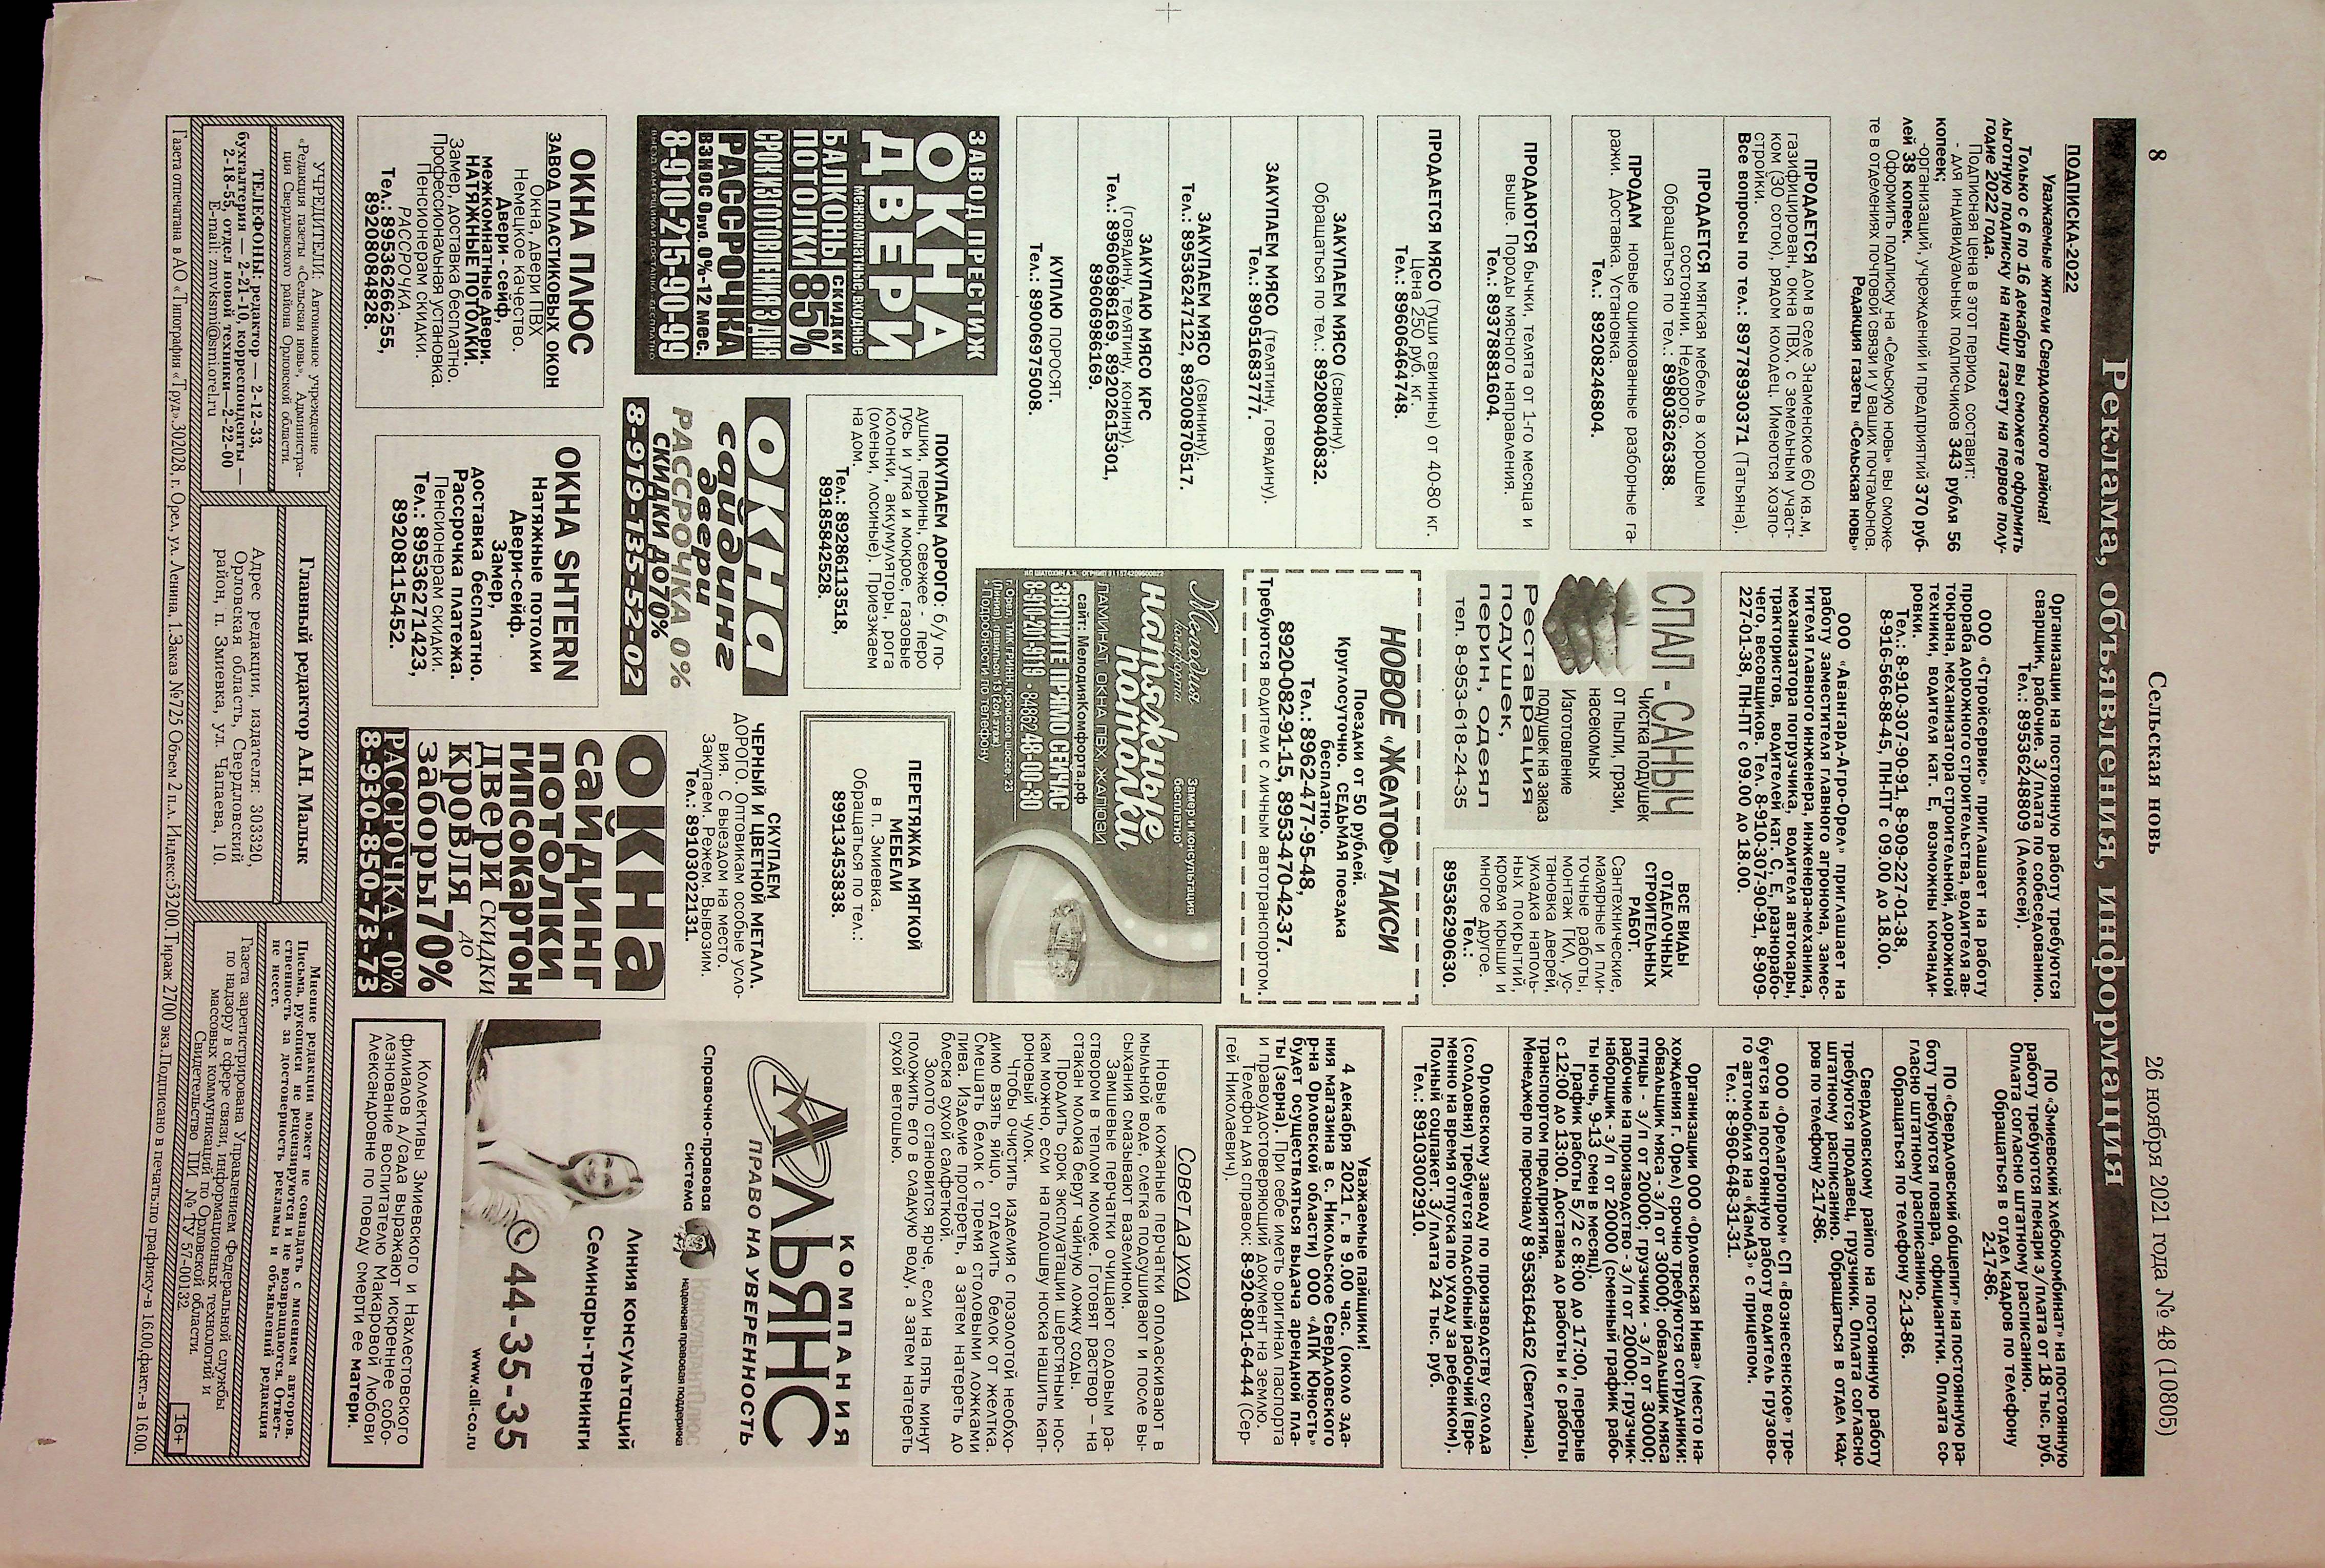 8
Сельская новь
26 ноября 2021 года № 48 (10805)
Реклама, объявления, информация
ПОДПИСКА-2022
Уважаемые жители Свердловского района!
Только с 6 по 16 декабря вы сможете оформить
льготную подписку на нашу газету на первое полу-
годие 2022 года.
Подписная цена в этот период составит:
- для индивидуальных подписчиков 343 рубля 56
копеек;
-организаций, учреждений и предприятий 370 руб-
лей 38 копеек.
Оформить подписку на «Сельскую новь» вы сможе-
те в отделениях почтовой связи и у ваших почтальонов.
Редакция газеты «Сельская новь»
ПРОДАЕТСЯ дом в селе Знаменское 60 кв.м,
газифицирован, окна ПВХ, с земельным участ-
ком (30 соток), рядом колодец. Имеются хозпо-
стройки.
Все вопросы по тел.: 89778930371 (Татьяна).
ПРОДАЕТСЯ мягкая мебель в хорошем
состоянии. Недорого.
Обращаться по тел.: 89803626388.
ПРОДАМ новые оцинкованные разборные га-
ражи. Доставка. Установка.
Тел.: 89208246804.
ПРОДАЮТСЯ бычки, телята от 1-го месяца и
выше. Породы мясного направления.
Тел.: 89378881604.
ПРОДАЕТСЯ МЯСО (туши свинины) от 40-80 кг.
Цена 250 руб. кг.
Тел.: 89606464748.
ЗАКУПАЕМ МЯСО (свинину).
Обращаться по тел.: 89208040832.
ЗАКУПАЕМ МЯСО (телятину, говядину).
Тел.: 89051683777.
ЗАКУПАЕМ МЯСО (свинину).
Тел.: 89536247122, 89200870517.
ЗАКУПАЮ МЯСО КРС
(говядину, телятину, конину).
Тел.: 89606986169, 89202615301,
89606986169.
КУПЛЮ ПОРОСЯТ.
Тел.: 89006975008.
ЗАВОД ПРЕСТИЖ
ОКНА
ДВЕРИ
МЕЖКОМНАТНЫЕ, ВХОДНЫЕ
БАЛКОНЫ СКИДКИ
ПОТОЛКИ 85%
СРОК ИЗГОТОВЛЕНИЯ 3 ДНЯ
РАССРОЧКА
ВЗНОС 0 руб. 0%-12 мес.
8-910-215-90-99
ВЫЕЗД ЗАМЕРЩИКА И ДОСТАВКА - БЕСПЛАТНО
ОКНА ПЛЮС
ЗАВОД ПЛАСТИКОВЫХ ОКОН
Окна, двери ПВХ
Немецкое качество.
Двери - сейф,
межкомнатные двери.
НАТЯЖНЫЕ ПОТОЛКИ.
Замер, доставка бесплатно.
Профессиональная установка.
Пенсионерам скидки.
РАССРОЧКА.
Тел.: 89536266255,
89208084828.
Организации на постоянную работу требуются
сварщик, рабочие. З/плата по собеседованию.
Тел.: 89536248809 (Алексей).
ООО «Стройсервис» приглашает на работу
прораба дорожного строительства, водителя ав-
токрана, механизатора строительной, дорожной
техники, водителя кат. Е, возможны команди-
ровки.
Тел.: 8-910-307-90-91, 8-909-227-01-38,
8-916-566-88-45, ПН-ПТ с 09.00 до 18.00.
ООО «Авангард-Агро-Орел» приглашает на
работу заместителя главного агронома, замес-
тителя главного инженера, инженера-механика,
механизатора погрузчика, водителя автокары,
трактористов, водителей кат. С, Е, разнорабо-
чего, весовщиков. Тел. 8-910-307-90-91, 8-909-
227-01-38, ПН-ПТ с 09.00 до 18.00.
СПАЛ - САНЫЧ
Чистка подушек
от пыли, грязи,
насекомых
Изготовление
подушек на заказ
Реставрация
подушек,
перин, одеял
тел. 8-953-618-24-35
ВСЕ ВИДЫ
ОТДЕЛОЧНЫХ
СТРОИТЕЛЬНЫХ
РАБОТ.
Сантехнические,
малярные и пли-
точные работы,
монтаж ГКЛ, ус-
тановка дверей,
укладка наполь-
ных покрытий,
кровля крыши и
многое другое.
Тел.:
89536290630.
НОВОЕ «Желтое» ТАКСИ
Поездки от 50 рублей.
Круглосуточно. СЕДЬМАЯ поездка
бесплатно.
Тел.: 8962-477-95-48,
8920-082-91-15, 8953-470-42-37.
Требуются водители с личным автотранспортом.
Мелодия
комфорта
Замер и консультация
бесплатно*
натяжные
потолки
ЛАМИНАТ, ОКНА ПВХ, ЖАЛЮЗИ
сайт: МелодияКомфорта.рф
ЗВОНИТЕ ПРЯМО СЕЙЧАС
8-910-201-9119 • 8(4862)48-00-30
г. Орел, ТМК ГРИНН, Кромское шоссе, 23
(Линия), павильон 13 (2ой этаж)
* Подробности по телефону
ПОКУПАЕМ ДОРОГО: б/у по-
душки, перины, свежее - перо
гусь и утка и мокрое, газовые
колонки, аккумуляторы, рога
(оленьи, лосиные). Приезжаем
на дом.
Тел.: 89286113518,
89185842528.
ПЕРЕТЯЖКА МЯГКОЙ
МЕБЕЛИ
в п. Змиевка.
Обращаться по тел.:
89913453838.
окна
сайдинг
двери
РАССРОЧКА 0%
СКИДКИ ДО 70%
8-919-135-52-02
СКУПАЕМ
ЧЕРНЫЙ И ЦВЕТНОЙ МЕТАЛЛ.
ДОРОГО. Оптовикам особые усло-
вия. С выездом на место.
Закупаем. Режем. Вывозим.
Тел.: 89103022131.
ОКНА SHTERN
Натяжные потолки
Двери-сейф.
Замер,
доставка бесплатно.
Рассрочка платежа.
Пенсионерам скидки.
Тел.: 89536271423,
89208115452.
окна
сайдинг
потолки
гипсокартон
двери СКИДКИ
кровля ДО
заборы 70%
РАССРОЧКА - 0%
8-930-850-73-73
ПО «Змиевский хлебокомбинат» на постоянную
работу требуются пекари з/плата от 18 тыс. руб.
Оплата согласно штатному расписанию.
Обращаться в отдел кадров по телефону
2-17-86.
ПО «Свердловский общепит» на постоянную ра-
боту требуются повара, официантки. Оплата со-
гласно штатному расписанию.
Обращаться по телефону 2-13-86.
Свердловскому райпо на постоянную работу
требуются продавец, грузчики. Оплата согласно
штатному расписанию. Обращаться в отдел кад-
ров по телефону 2-17-86.
ООО «Орелагропром» СП «Вознесенское» тре-
буется на постоянную работу водитель грузово-
го автомобиля на «КамАЗ» с прицепом.
Тел.: 8-960-648-31-31.
Организации ООО «Орловская Нива» (место на-
хождения г. Орел) срочно требуются сотрудники:
обвальщик мяса - з/п от 30000; обвальщик мяса
птицы - з/п от 20000; грузчики - з/п от 30000;
рабочие на производство - з/п от 20000; грузчик-
наборщик - з/п от 20000 (сменный график рабо-
ты ночь, 9-13 смен в месяц).
График работы 5/2 с 8:00 до 17:00, перерыв
с 12:00 до 13:00. Доставка до работы и с работы
транспортом предприятия.
Менеджер по персоналу 8 9536164162 (Светлана).
Орловскому заводу по производству солода
(солодовня) требуется подсобный рабочий (вре-
менно на время отпуска по уходу за ребенком).
Полный соцпакет. З/плата 24 тыс. руб.
Тел.: 89103002910.
Уважаемые пайщики!
4 декабря 2021 г. в 9.00 час. (около зда-
ния магазина в с. Никольское Свердловского
р-на Орловской области) ООО «АПК Юность»
будет осуществляться выдача арендной пла-
ты (зерна). При себе иметь оригинал паспорта
и правоудостоверяющий документ на землю.
Телефон для справок: 8-920-801-64-44 (Сер-
гей Николаевич).
Совет да уход
Новые кожаные перчатки ополаскивают в
мыльной воде, слегка подсушивают и после вы-
сыхания смазывают вазелином.
Замшевые перчатки очищают содовым ра-
створом в теплом молоке. Готовят раствор – на
стакан молока берут чайную ложку соды.
Продлить срок эксплуатации шерстяным нос-
кам можно, если на подошву носка нашить кап-
роновый чулок.
Чтобы очистить изделия с позолотой необхо-
димо взять яйцо, отделить белок от желтка.
Смешать белок с тремя столовыми ложками
пива. Изделие протереть, а затем натереть до
блеска сухой салфеткой.
Золото становится ярче, если на пять минут
положить его в сладкую воду, а затем натереть
сухой ветошью.
КОМПАНИЯ
АЛЬЯНС
ПРАВО НА УВЕРЕННОСТЬ
Справочно-правовая
система
КонсультантПлюс
надежная правовая поддержка
Линия консультаций
Семинары-тренинги
44-35-35
www.all-co.ru
Коллективы Змиевского и Нахлестовского
филиалов д/сада выражают искреннее собо-
лезнование воспитателю Макаровой Любови
Александровне по поводу смерти ее матери.
УЧРЕДИТЕЛИ: Автономное учреждение
«Редакция газеты «Сельская новь», Администра-
ция Свердловского района Орловской области.
ТЕЛЕФОНЫ: редактор — 2-12-33,
бухгалтерия — 2-21-10, корреспонденты —
2-18-55, отдел новой техники—2-22-00
E-mail: zmvksmi@smi.orel.ru
Главный редактор А.Н. Малык
Адрес редакции, издателя: 303320,
Орловская область, Свердловский
район, п. Змиевка, ул. Чапаева, 10.
Мнение редакции может не совпадать с мнением авторов.
Письма, рукописи не рецензируются и не возвращаются. Ответ-
ственность за достоверность рекламы и объявлений редакция
не несет.
Газета зарегистрирована Управлением Федеральной службы
по надзору в сфере связи, информационных технологий и
массовых коммуникаций по Орловской области.
Свидетельство ПИ № ТУ 57-00132.
16+
Газета отпечатана в АО «Типография «Труд».302028, г. Орел, ул. Ленина, 1.Заказ №725 Объем 2 п.л. Индекс:53200.Тираж 2700 экз.Подписано в печать:по графику-в 16.00,факт.-в 16.00.